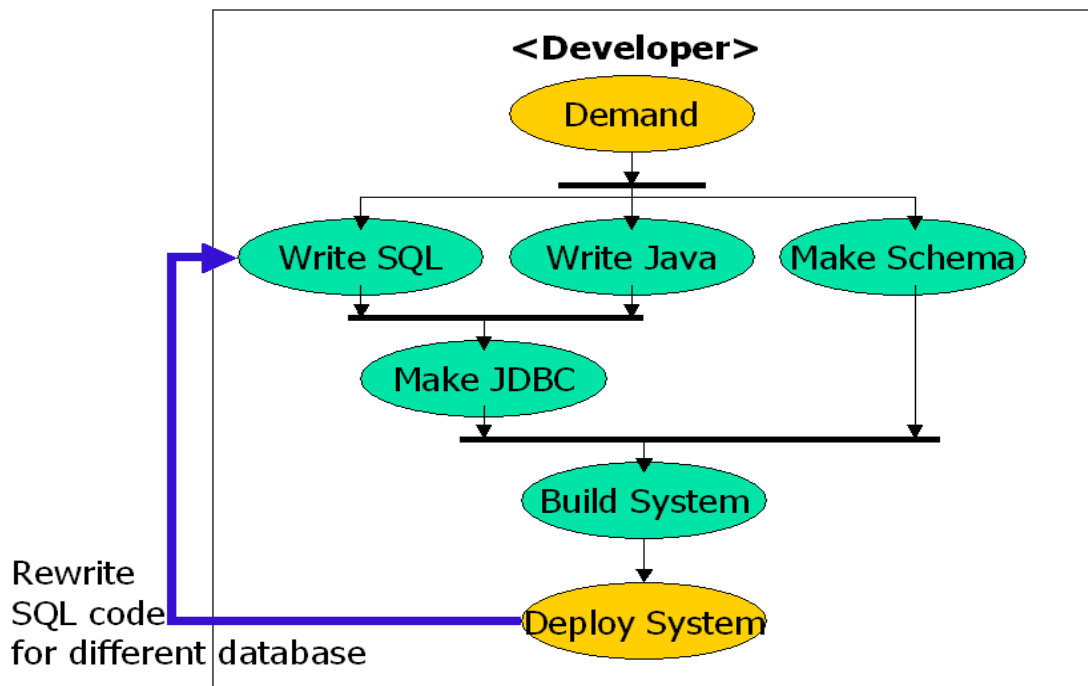 <Developer>
Demand
Write SQL
Write Java
Make Schema
Make JDBC
Build System
Deploy System
Rewrite
SQL code
for different database